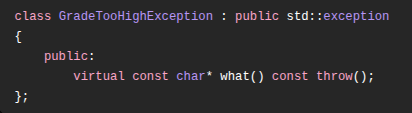 class GradeTooHighException : public std::exception
{
    public:
        virtual const char* what() const throw();
};